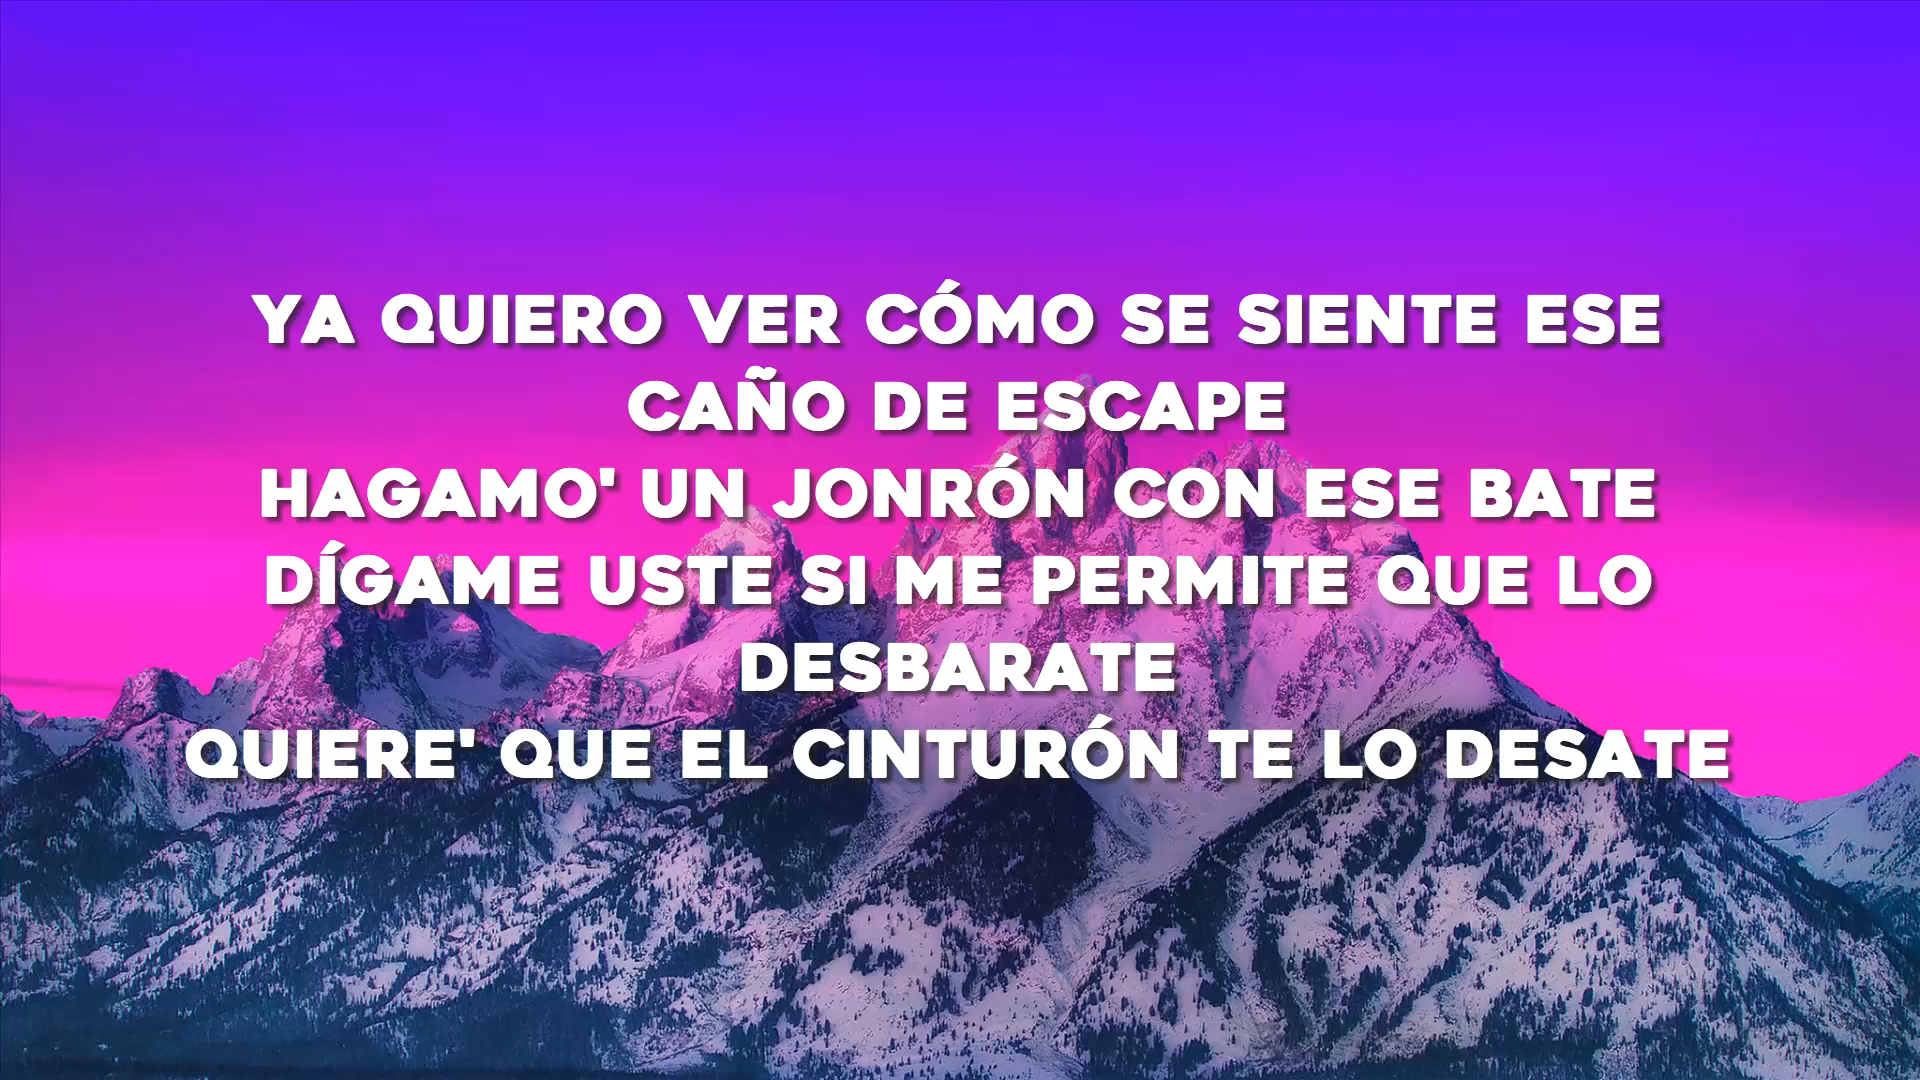 YA QUIERO VER CÓMO SE SIENTE ESE
CAÑO DE ESCAPE
HAGAMO' UN JONRÓN CON ESE BATE
DÍGAME USTE SI ME PERMITE QUE LO
DESBARATE
QUIERE' QUE EL CINTURÓN TE LO DESATE